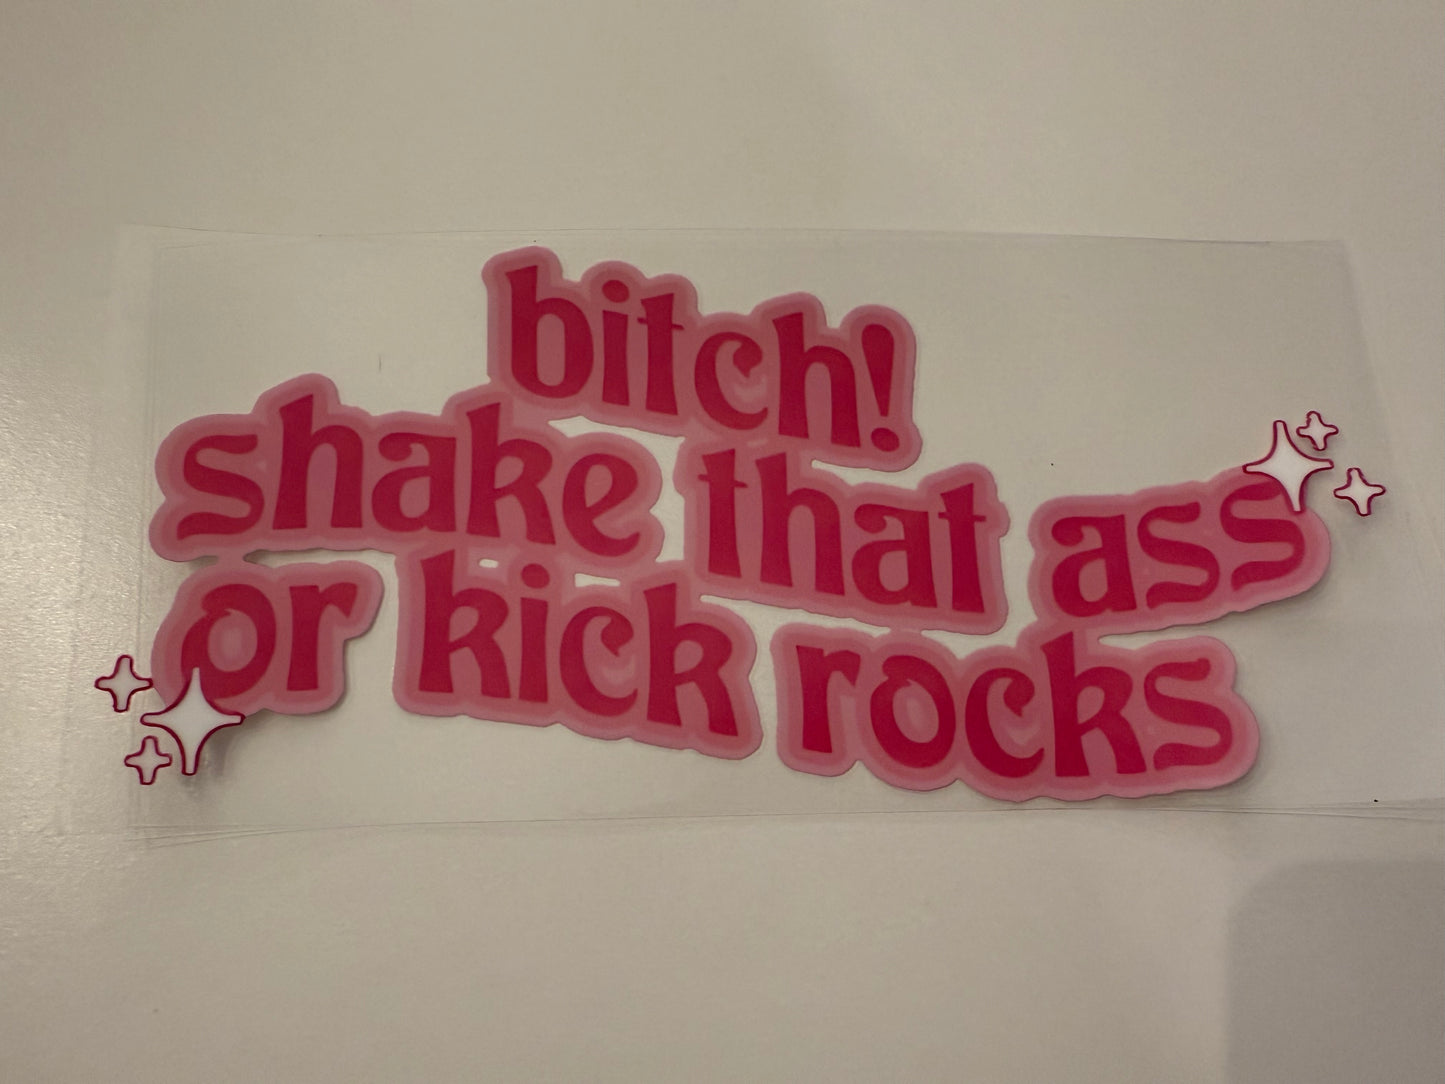 bitch!
shake that ass
or kick rocks